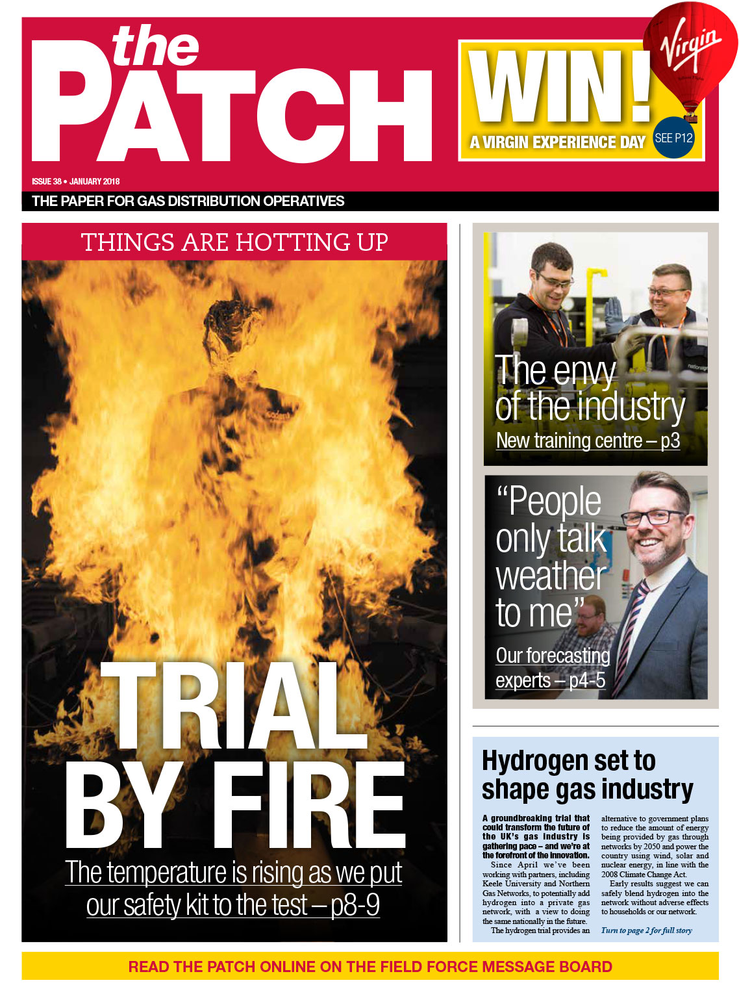 the
PATCH
WIN!
A VIRGIN EXPERIENCE DAY
Virgin
SEE P12
ISSUE 38 • JANUARY 2018
THE PAPER FOR GAS DISTRIBUTION OPERATIVES
THINGS ARE HOTTING UP
TRIAL
BY FIRE
The temperature is rising as we put
our safety kit to the test – p8-9
The envy
of the industry
New training centre – p3
“People
only talk
weather
to me”
Our forecasting
experts – p4-5
Hydrogen set to
shape gas industry
A groundbreaking trial that
could transform the future of
the UK’s gas industry is
gathering pace – and we’re at
the forefront of the innovation.
Since April we’ve been
working with partners, including
Keele University and Northern
Gas Networks, to potentially add
hydrogen into a private gas
network, with a view to doing
the same nationally in the future.
The hydrogen trial provides an
alternative to government plans
to reduce the amount of energy
being provided by gas through
networks by 2050 and power the
country using wind, solar and
nuclear energy, in line with the
2008 Climate Change Act.
Early results suggest we can
safely blend hydrogen into the
network without adverse effects
to households or our network.
Turn to page 2 for full story
READ THE PATCH ONLINE ON THE FIELD FORCE MESSAGE BOARD